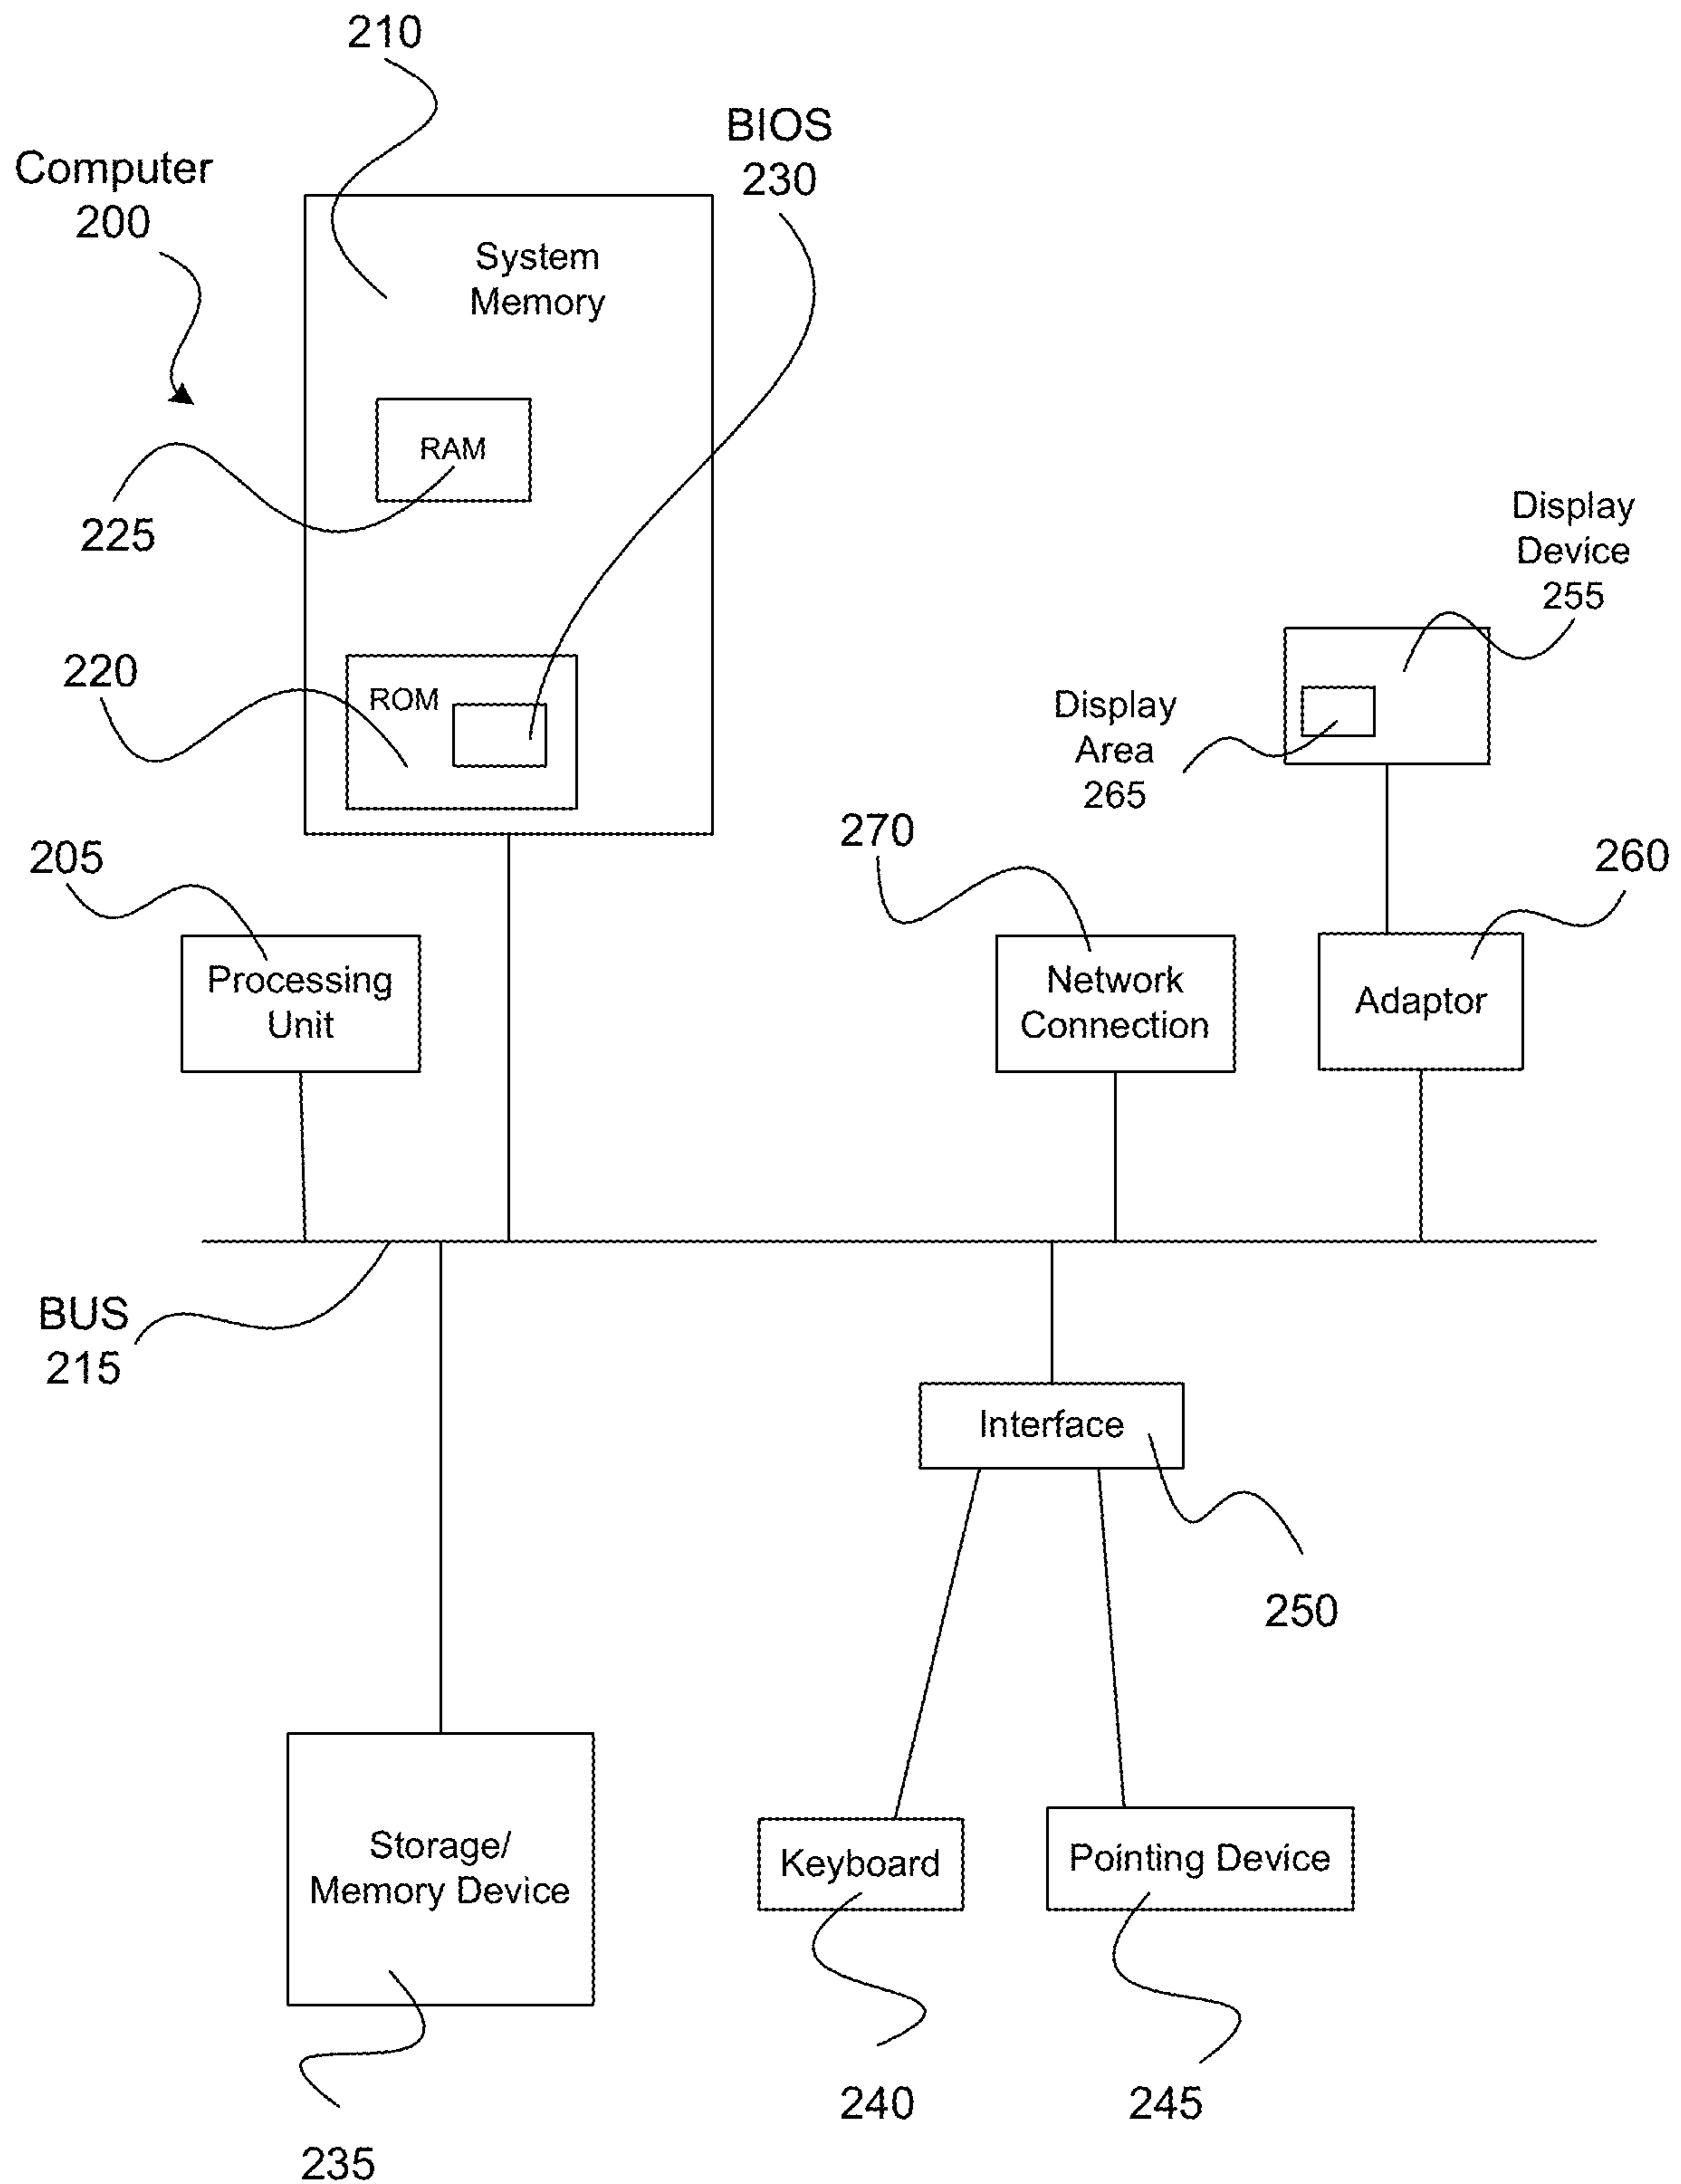 210
BIOS
230
Computer
200
System
Memory
RAM
225
Display
Device
255
220
ROM
Display
Area
265
270
260
205
Processing
Unit
Network
Connection
Adaptor
BUS
215
Interface
250
Storage/
Memory Device
Keyboard
Pointing Device
240
245
235